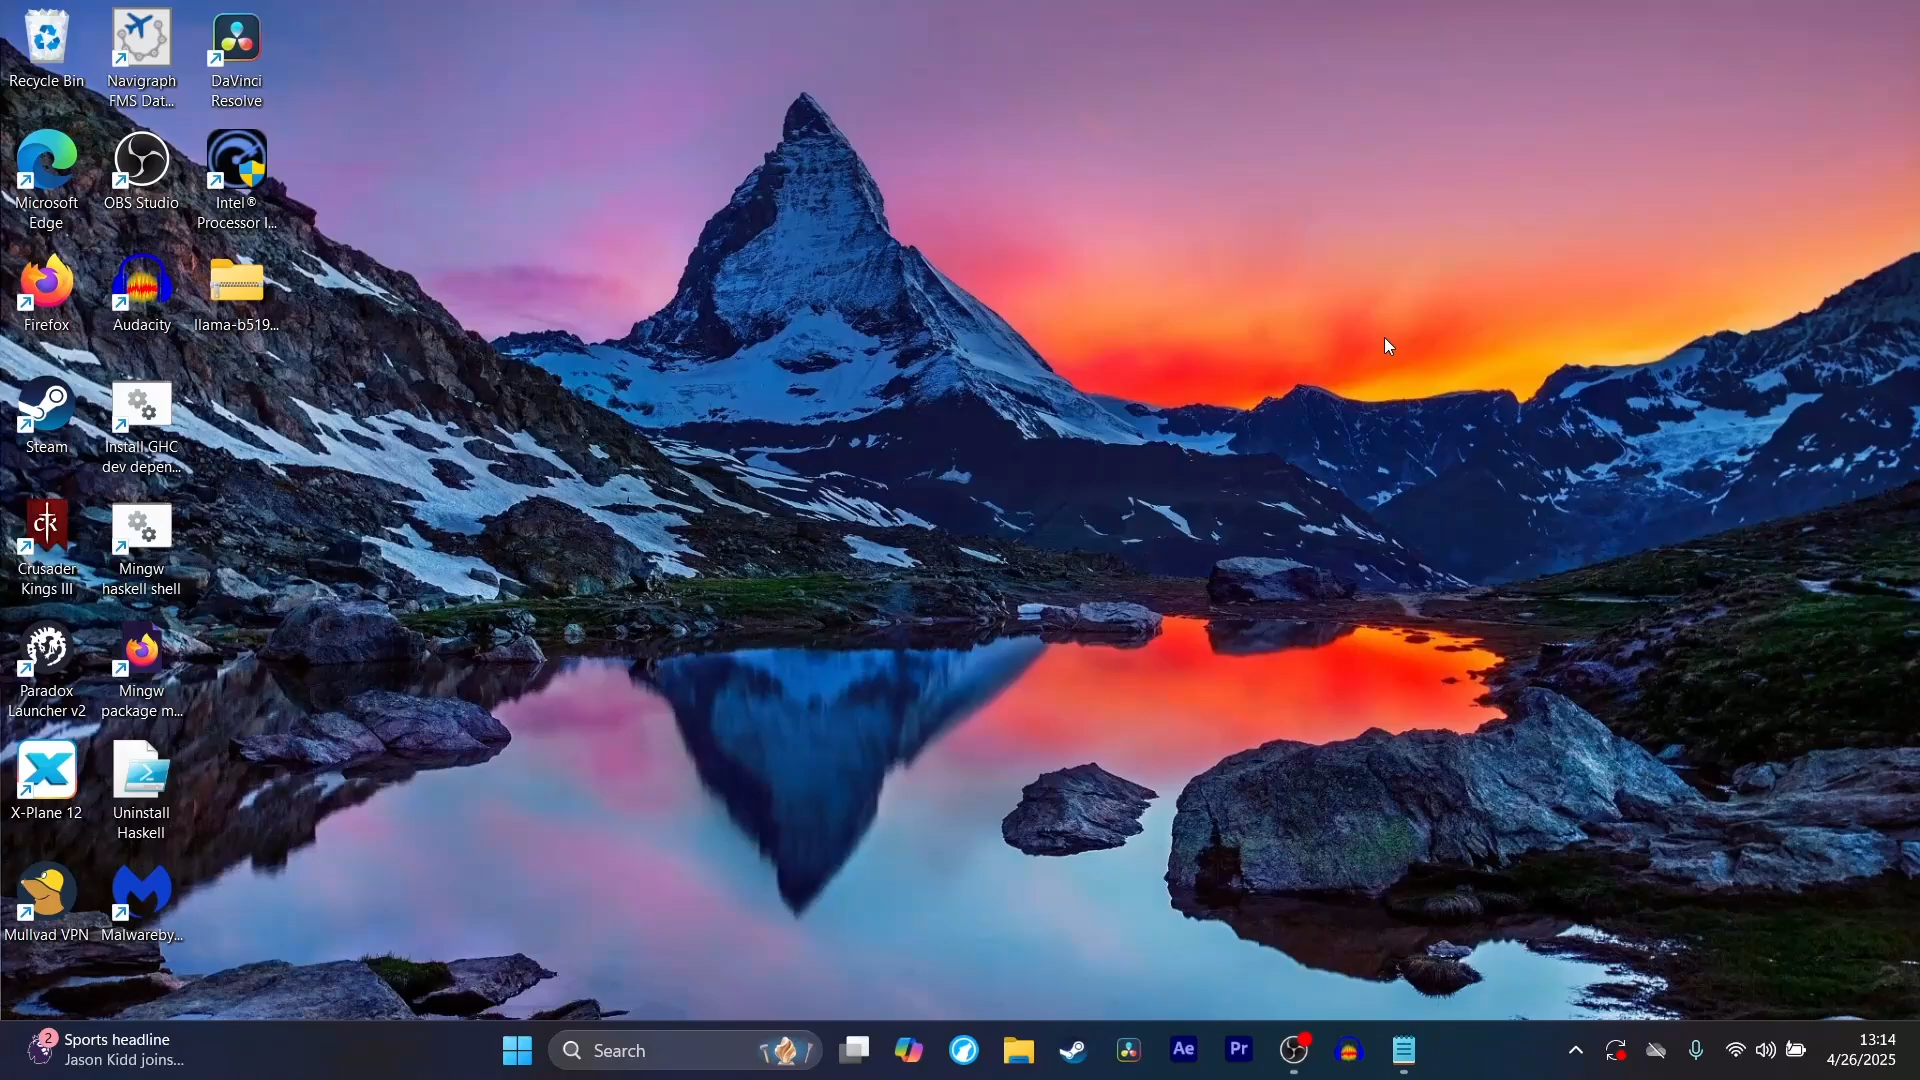 Recycle Bin
Navigraph
FMS Dat...
DaVinci
Resolve
Microsoft
Edge
OBS Studio
Intel®
Processor I...
Firefox
Audacity
llama-b519...
Steam
Install GHC
dev depen...
Crusader
Kings III
Mingw
haskell shell
Paradox
Launcher v2
Mingw
package m...
X-Plane 12
Uninstall
Haskell
Mullvad VPN
Malwareby...
2
Sports headline
Jason Kidd joins...
Search
Ae
Pr
13:14
4/26/2025